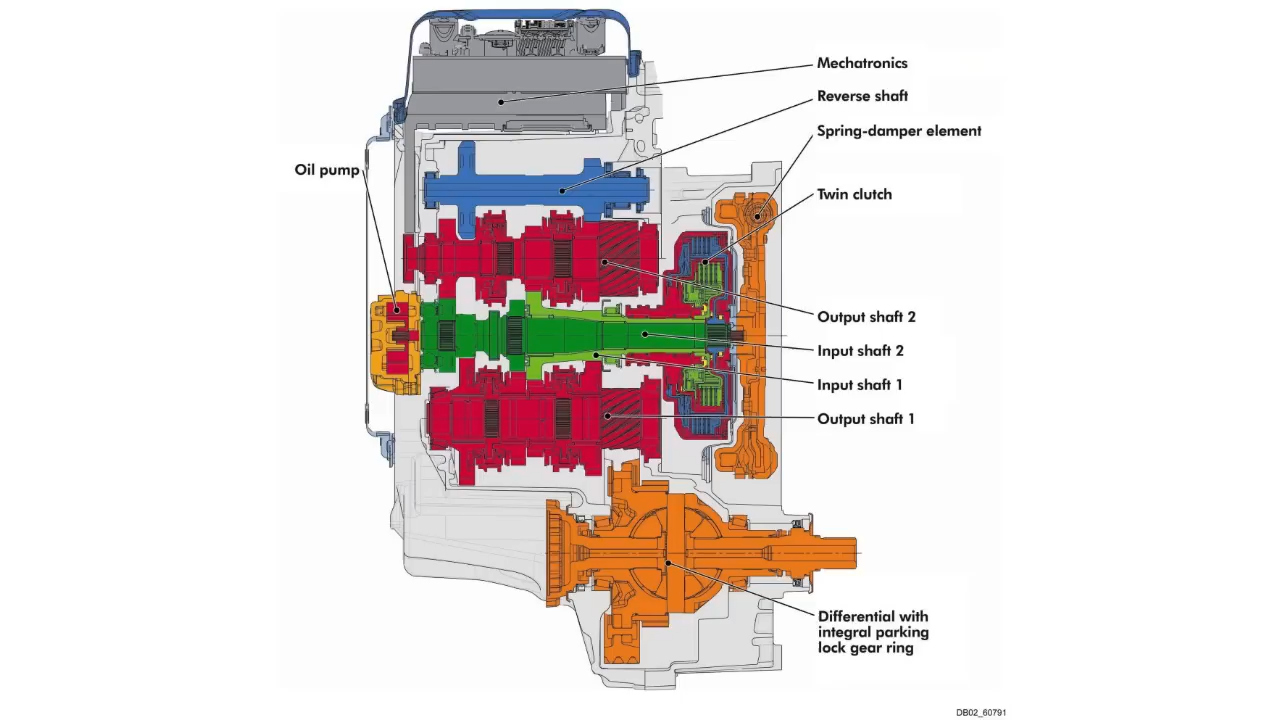 Mechatronics
Reverse shaft
Spring-damper element
Oil pump
Twin clutch
Output shaft 2
Input shaft 2
Input shaft 1
Output shaft 1
Differential with
integral parking
lock gear ring
DB02_60791